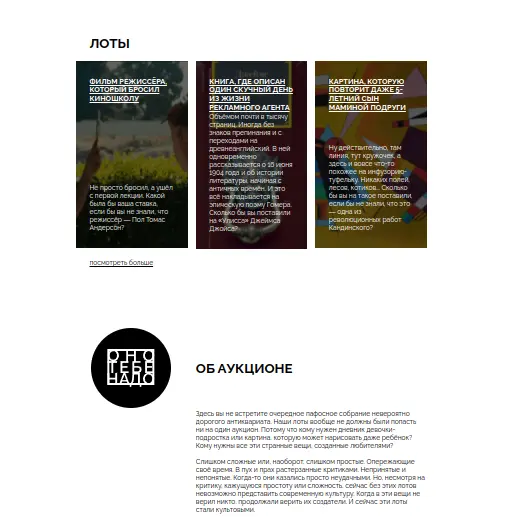 ЛОТЫ
ФИЛЬМ РЕЖИССЁРА,
КОТОРЫЙ БРОСИЛ
КИНОШКОЛУ
Не просто бросил, а ушёл
с первой лекции. Какой
была бы ваша ставка,
если бы вы не знали, что
режиссёр — Пол Томас
Андерсон?
КНИГА, ГДЕ ОПИСАН
ОДИН СКУЧНЫЙ ДЕНЬ
ИЗ ЖИЗНИ
РЕКЛАМНОГО АГЕНТА
Объёмом почти в тысячу
страниц. Иногда без
знаков препинания и с
переходами на
древнеанглийский. В ней
одновременно
рассказывается о 16 июня
1904 года и об истории
литературы, начиная с
античных времён. И это
всё накладывается на
эпическую поэму Гомера.
Сколько бы вы поставили
на «Улисса» Джеймса
Джойса?
КАРТИНА, КОТОРУЮ
ПОВТОРИТ ДАЖЕ 5-
ЛЕТНИЙ СЫН
МАМИНОЙ ПОДРУГИ
Ну действительно, там
линия, тут кружочек, а
здесь и вовсе что-то
похожее на инфузорию-
туфельку. Никаких полей,
лесов, котиков... Сколько
бы вы на такое поставили,
если бы не знали, что это
— одна из
революционных работ
Кандинского?
посмотреть больше
ОНО
ТЕБЕ
НАДО
ОБ АУКЦИОНЕ
Здесь вы не встретите очередное пафосное собрание невероятно
дорогого антиквариата. Наши лоты вообще не должны были попасть
ни на один аукцион. Потому что кому нужен дневник девочки-
подростка или картина, которую может нарисовать даже ребёнок?
Кому нужны все эти странные вещи, созданные любителями?
Слишком сложные или, наоборот, слишком простые. Опережающие
своё время. В пух и прах растерзанные критиками. Непринятые и
непонятые. Когда-то они казались просто неудачными. Но, несмотря на
критику, кажущуюся простоту или сложность, сейчас без этих лотов
невозможно представить современную культуру. Когда в эти вещи не
верил никто, продолжали верить их создатели. И сейчас эти лоты
стали культовыми.